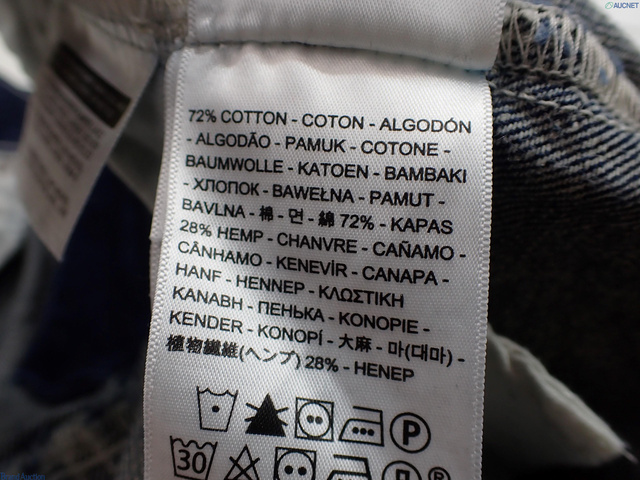 AUCNET
72% COTTON - COTON - ALGODÓN
- ALGODÃO - PAMUK - COTONE -
BAUMWOLLE - KATOEN - BAMBAKI
- ХЛОПОК - BAWEŁNA - PAMUT -
BAVLNA - 棉 - 면 - 綿 72% - KAPAS
28% HEMP - CHANVRE - CAÑAMO -
CÂNHAMO - KENEVİR - CANAPA -
HANF - HENNEP - ΚΛΩΣΤΙΚΗ
ΚΑΝΑΒΗ - ПЕНЬКА - KONOPIE -
KENDER - KONOPÍ - 大麻 - 마(대마) -
植物繊維(ヘンプ) 28% - HENEP
P
30